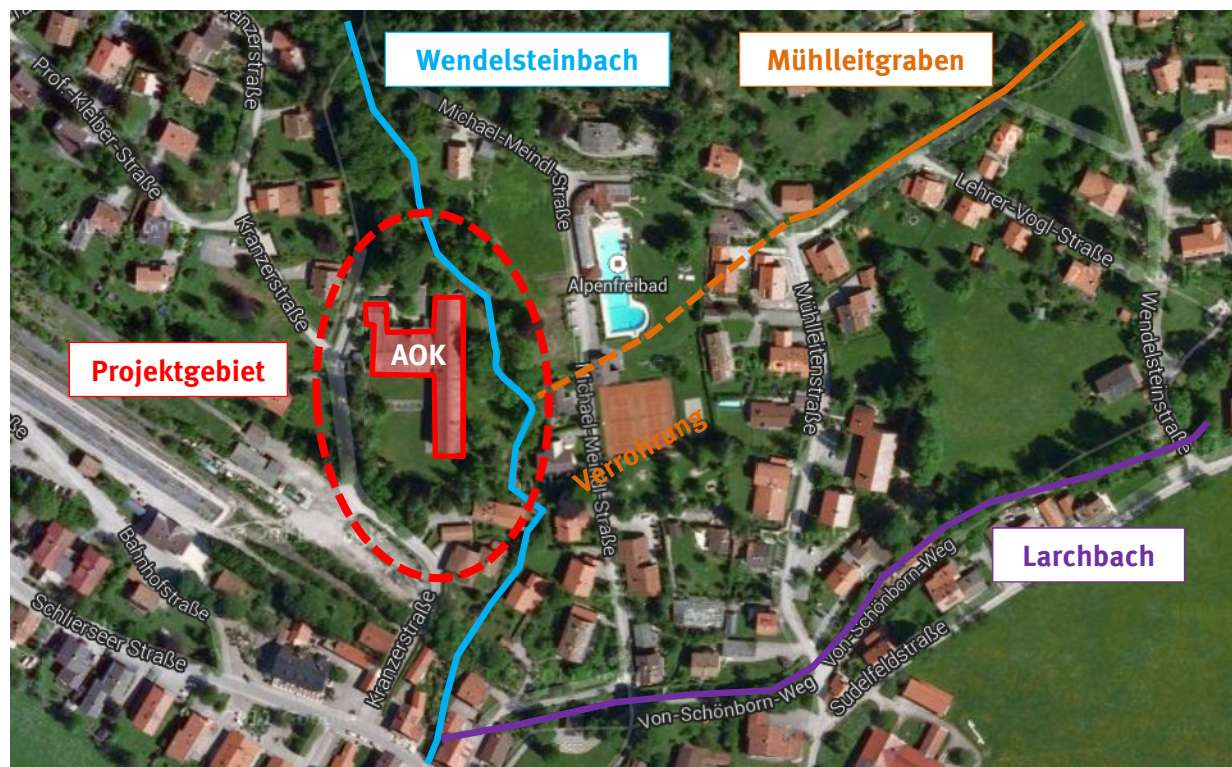 Kranzerstraße
Prof.-Kleiber-Straße
Wendelsteinbach
Mühlleitgraben
Michael-Meindl-Straße
Lehrer-Vogl-Straße
Kranzerstraße
Alpenfreibad
Mühlleitenstraße
Wendelsteinstraße
AOK
Projektgebiet
Michael-Meindl-Straße
Verrohrung
Larchbach
Bahnhofstraße
Schlierseer Straße
Kranzerstraße
Von-Schönborn-Weg
Von-Schönborn-Weg
Sudelfeldstraße